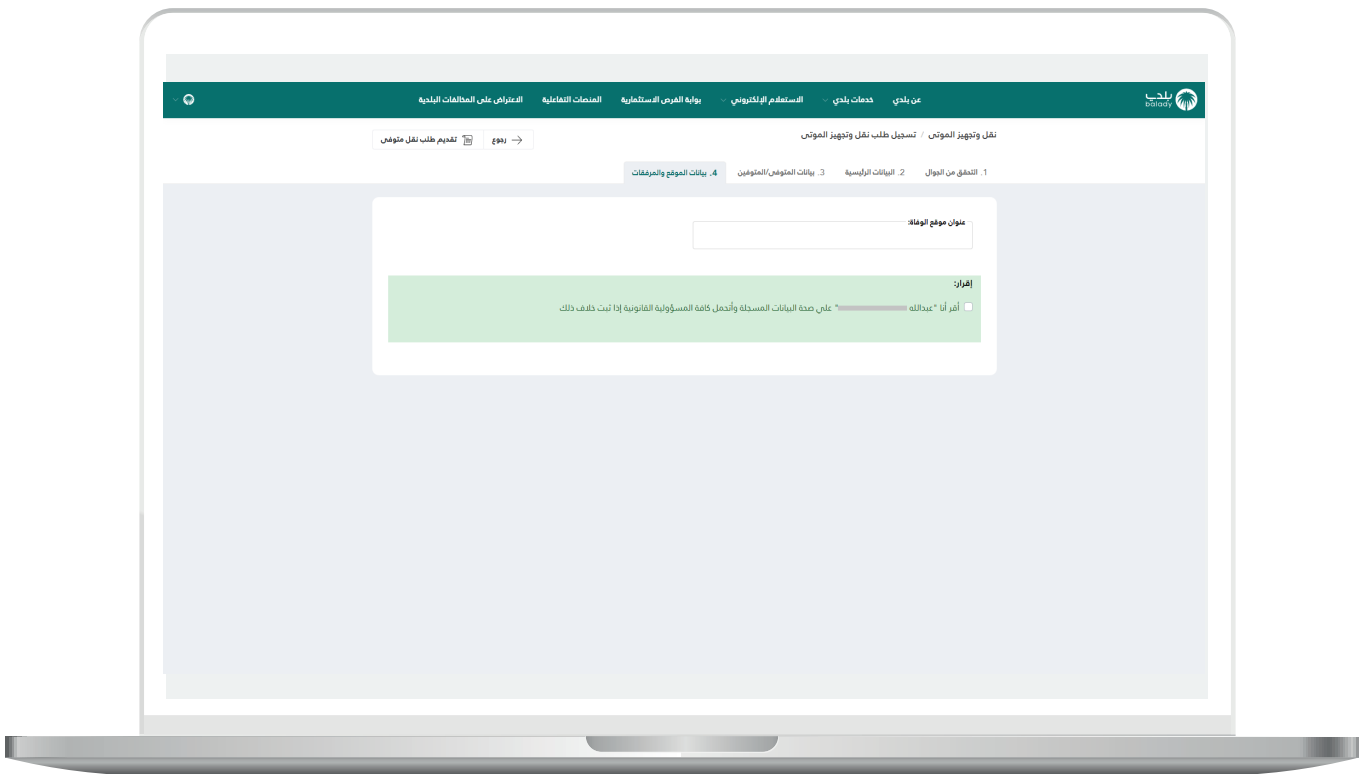 بلدي
balady
عن بلدي
خدمات بلدي
الاستعلام الإلكتروني
بوابة الفرص الاستثمارية
المنصات التفاعلية
الاعتراض على المخالفات البلدية
نقل وتجهيز الموتى / تسجيل طلب نقل وتجهيز الموتى
رجوع
تقديم طلب نقل متوفى
1. التحقق من الجوال
2. البيانات الرئيسية
3. بيانات المتوفى/المتوفين
4. بيانات الموقع والمرفقات
عنوان موقع الوفاة:
إقرار:
أقر أنا "عبدالله " على صحة البيانات المسجلة وأتحمل كافة المسؤولية القانونية إذا ثبت خلاف ذلك